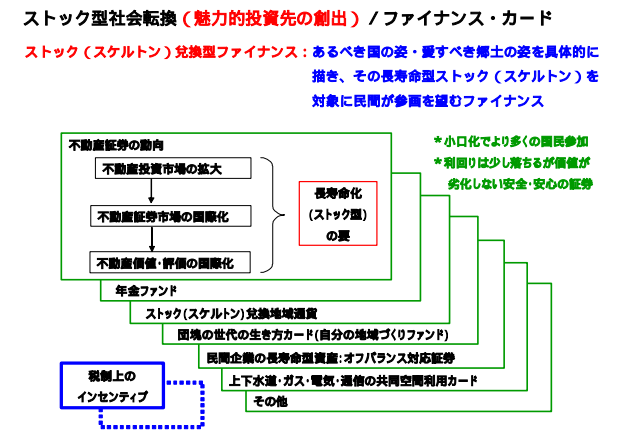 ストック型社会転換（魅力的投資先の創出）／ファイナンス・カード
ストック（スケルトン）兌換型ファイナンス：あるべき国の姿・愛すべき郷土の姿を具体的に
描き、その長寿命型ストック（スケルトン）を
対象に民間が参画を望むファイナンス
不動産証券の動向
不動産投資市場の拡大
不動産証券市場の国際化
不動産価値・評価の国際化
長寿命化
(ストック型)
の要
＊小口化でより多くの国民参加
＊利回りは少し落ちるが価値が
劣化しない安全・安心の証券
年金ファンド
ストック(スケルトン)兌換地域通貨
団塊の世代の生き方カード(自分の地域づくりファンド)
民間企業の長寿命型資産:オフバランス対応証券
上下水道・ガス・電気・通信の共同空間利用カード
その他
税制上の
インセンティブ